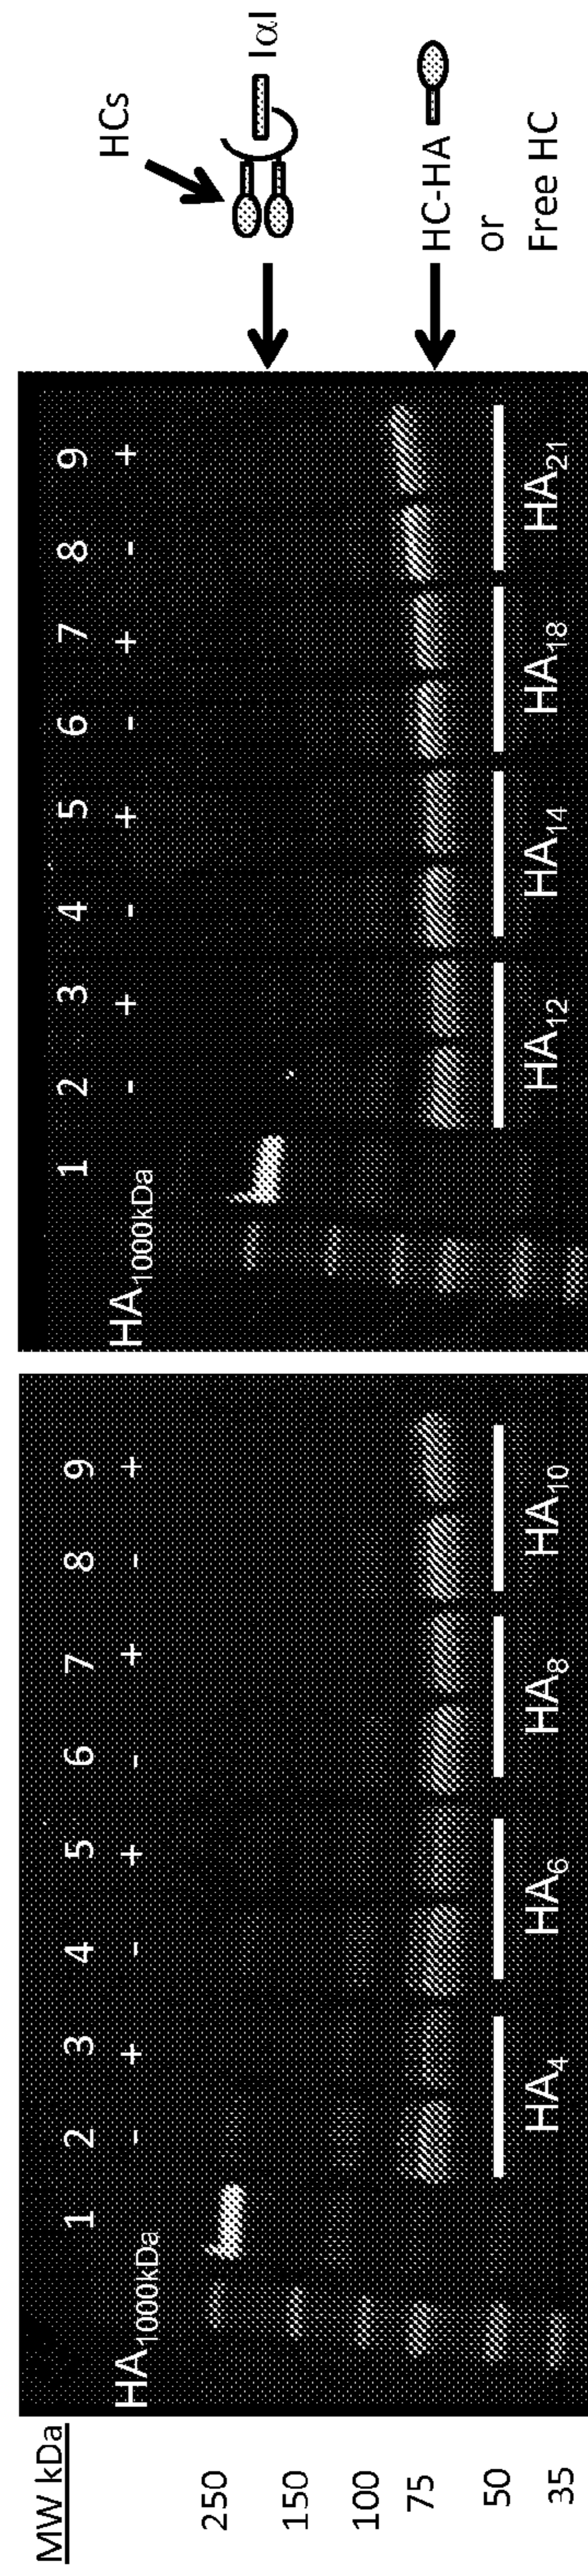 MW kDa
250
150
100
75
50
35
HA1000kDa
1 2 3 4 5 6 7 8 9
- + - + - + - +
HA4 HA6 HA8 HA10
HA1000kDa
1 2 3 4 5 6 7 8 9
- + - + - + - +
HA12 HA14 HA18 HA21
HCs
IαI
HC-HA
or
Free HC